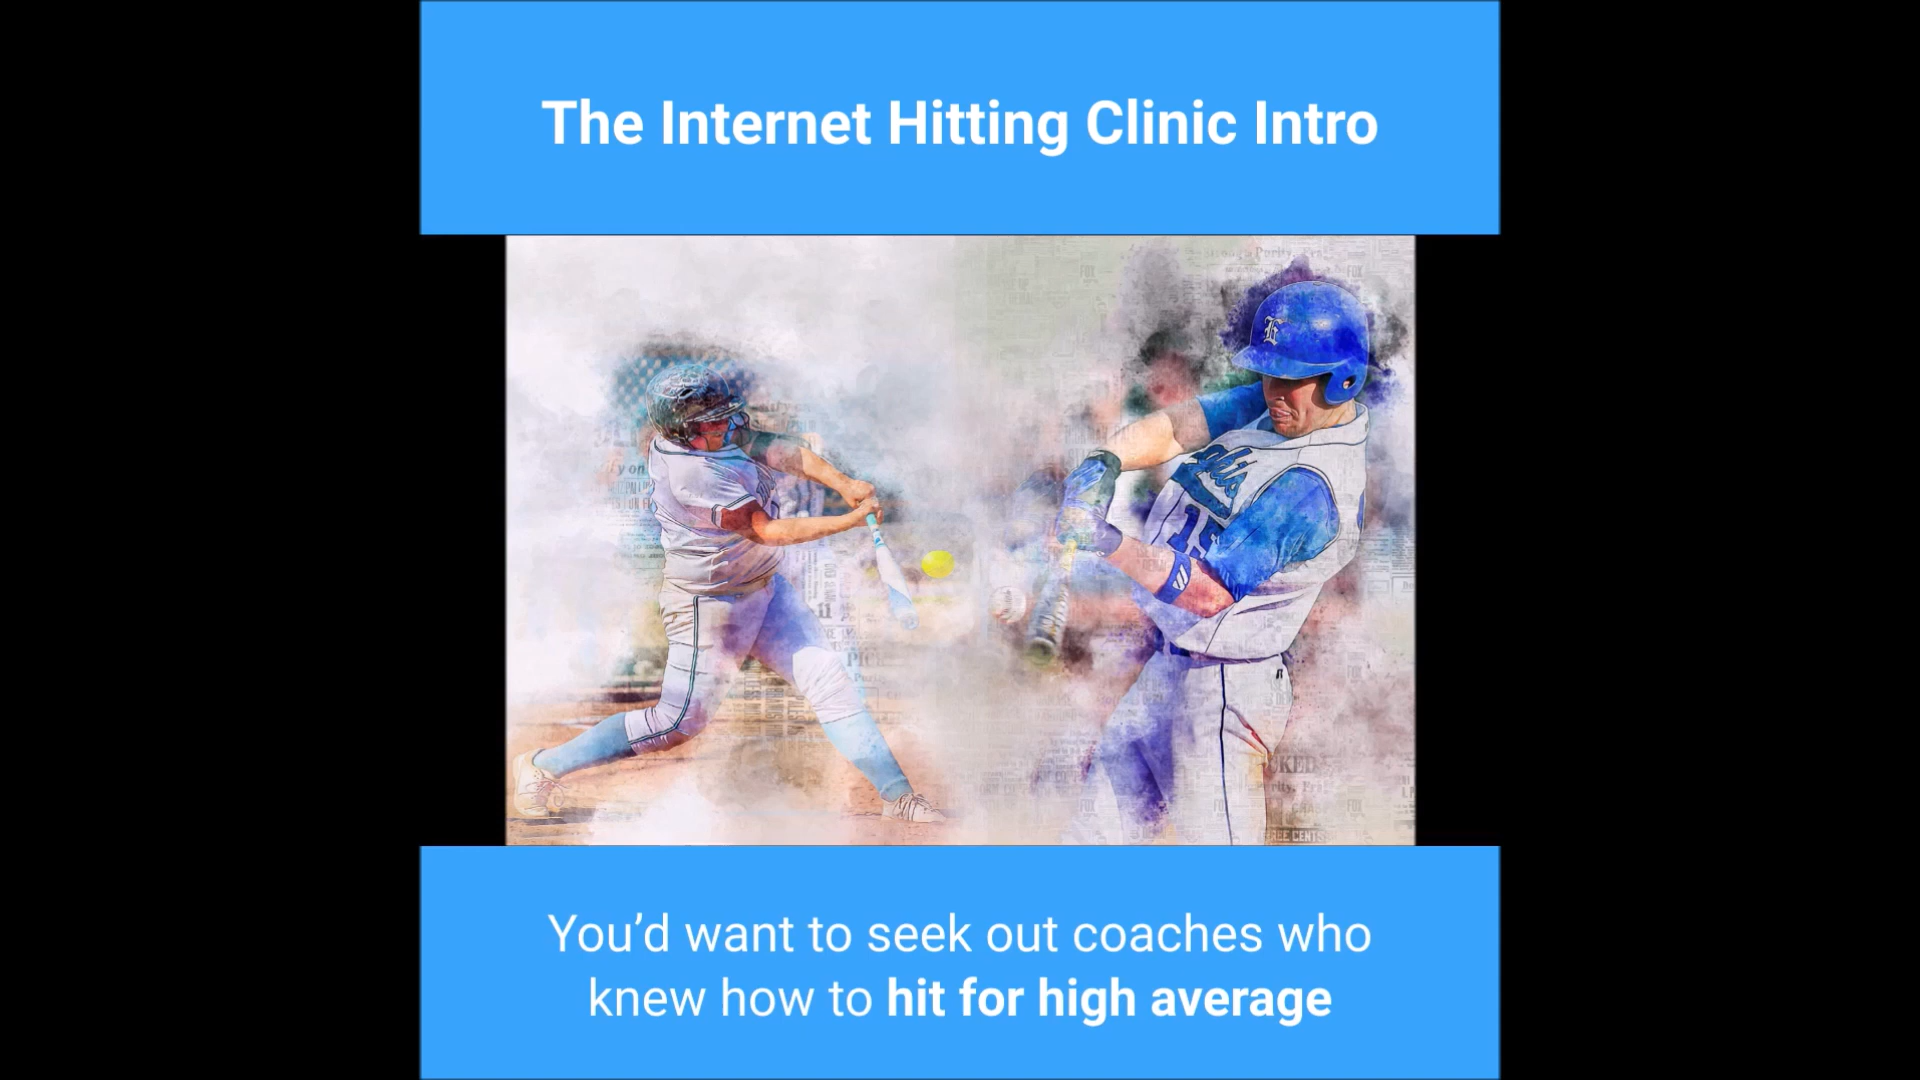 The Internet Hitting Clinic Intro
15
You’d want to seek out coaches who
knew how to hit for high average